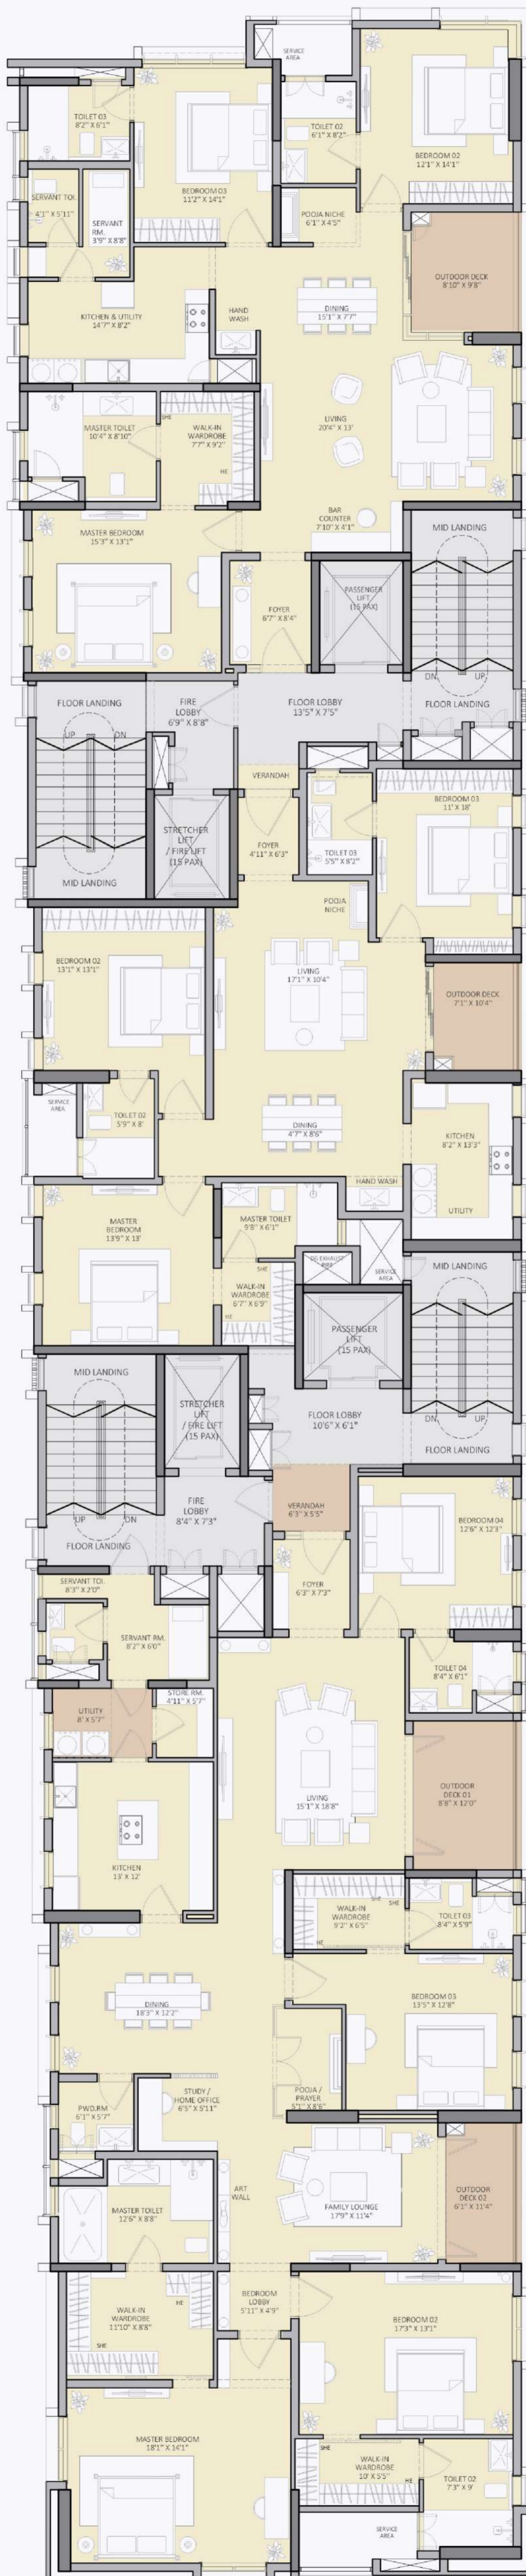 SERVICE
AREA
TOILET 03
8'2" X 6'1"
TOILET 02
6'1" X 8'2"
BEDROOM 02
12'1" X 14'1"
BEDROOM 03
11'2" X 14'1"
SERVANT TOI.
4'1" X 5'11"
SERVANT
RM.
3'9" X 8'8"
POOJA NICHE
6'1" X 4'5"
OUTDOOR DECK
8'10" X 9'8"
KITCHEN & UTILITY
14'7" X 8'2"
HAND
WASH
DINING
15'1" X 7'7"
MASTER TOILET
10'4" X 8'10"
SHE
WALK-IN
WARDROBE
7'7" X 9'2"
HE
LIVING
20'4" X 13'
BAR
COUNTER
7'10" X 4'1"
MID LANDING
MASTER BEDROOM
15'3" X 13'1"
FOYER
6'7" X 8'4"
PASSENGER
LIFT
(15 PAX)
DN
UP
FLOOR LANDING
FLOOR LANDING
FIRE
LOBBY
6'9" X 8'8"
FLOOR LOBBY
13'5" X 7'5"
UP
DN
VERANDAH
STRETCHER
LIFT
/ FIRE LIFT
(15 PAX)
FOYER
4'11" X 6'3"
TOILET 03
5'5" X 8'2"
BEDROOM 03
11' X 18'
MID LANDING
POOJA
NICHE
BEDROOM 02
13'1" X 13'1"
LIVING
17'1" X 10'4"
OUTDOOR DECK
7'1" X 10'4"
SERVICE
AREA
TOILET 02
5'9" X 8'
DINING
4'7" X 8'6"
KITCHEN
8'2" X 13'3"
HAND WASH
UTILITY
MASTER
BEDROOM
13'9" X 13'
MASTER TOILET
9'8" X 6'1"
SHE
WALK-IN
WARDROBE
6'7" X 6'9"
HE
DG EXHAUST
PIPES
SERVICE
AREA
MID LANDING
PASSENGER
LIFT
(15 PAX)
MID LANDING
STRETCHER
LIFT
/ FIRE LIFT
(15 PAX)
FLOOR LOBBY
10'6" X 6'1"
DN
UP
FLOOR LANDING
FIRE
LOBBY
8'4" X 7'3"
UP
DN
FLOOR LANDING
VERANDAH
6'3" X 5'5"
BEDROOM 04
12'6" X 12'3"
SERVANT TOI.
8'3" X 2'0"
FOYER
6'3" X 7'3"
SERVANT RM.
8'2" X 6'0"
TOILET 04
8'4" X 6'1"
STORE RM.
4'11" X 5'7"
UTILITY
8' X 5'7"
LIVING
15'1" X 18'8"
OUTDOOR
DECK 01
8'8" X 12'0"
KITCHEN
13' X 12'
SHE
SHE
WALK-IN
WARDROBE
9'2" X 6'5"
HE
TOILET 03
8'4" X 5'9"
DINING
18'3" X 12'2"
BEDROOM 03
13'5" X 12'8"
PWD.RM
6'1" X 5'7"
STUDY /
HOME OFFICE
6'5" X 5'11"
POOJA /
PRAYER
5'1" X 8'6"
MASTER TOILET
12'6" X 8'8"
ART
WALL
FAMILY LOUNGE
17'9" X 11'4"
OUTDOOR
DECK 02
6'1" X 11'4"
WALK-IN
WARDROBE
11'10" X 8'8"
HE
SHE
BEDROOM
LOBBY
5'11" X 4'9"
BEDROOM 02
17'3" X 13'1"
MASTER BEDROOM
18'1" X 14'1"
SHE
WALK-IN
WARDROBE
10' X 5'5"
HE
TOILET 02
7'3" X 9'
SERVICE
AREA